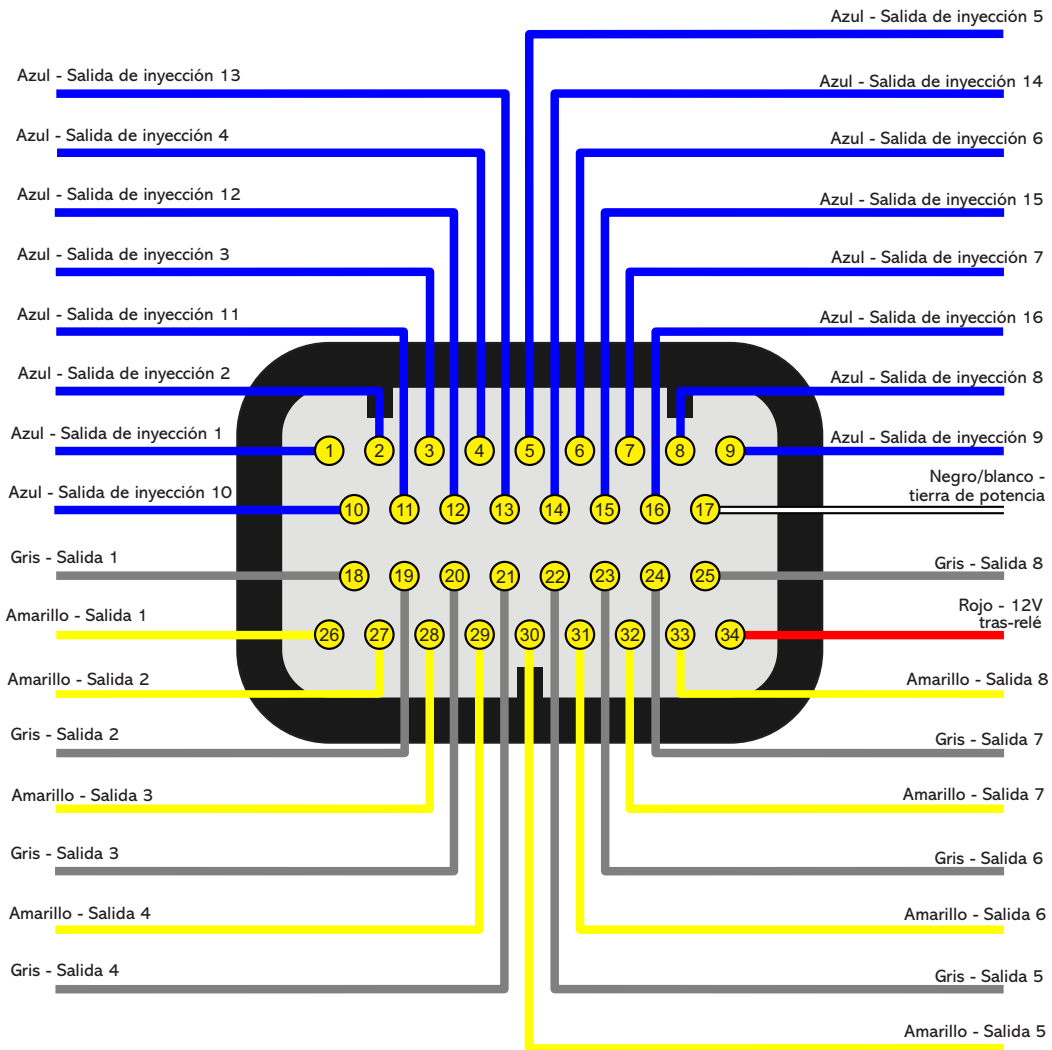 Azul - Salida de inyección 5
Azul - Salida de inyección 13
Azul - Salida de inyección 14
Azul - Salida de inyección 4
Azul - Salida de inyección 6
Azul - Salida de inyección 12
Azul - Salida de inyección 15
Azul - Salida de inyección 3
Azul - Salida de inyección 7
Azul - Salida de inyección 11
Azul - Salida de inyección 16
Azul - Salida de inyección 2
Azul - Salida de inyección 8
Azul - Salida de inyección 1
1 2 3 4 5 6 7 8 9
Azul - Salida de inyección 9
Azul - Salida de inyección 10
10 11 12 13 14 15 16 17
Negro/blanco -
tierra de potencia
Gris - Salida 1
18 19 20 21 22 23 24 25
Gris - Salida 8
Amarillo - Salida 1
26 27 28 29 30 31 32 33 34
Rojo - 12V
tras-relé
Amarillo - Salida 2
Amarillo - Salida 8
Gris - Salida 2
Gris - Salida 7
Amarillo - Salida 3
Amarillo - Salida 7
Gris - Salida 3
Gris - Salida 6
Amarillo - Salida 4
Amarillo - Salida 6
Gris - Salida 4
Gris - Salida 5
Amarillo - Salida 5